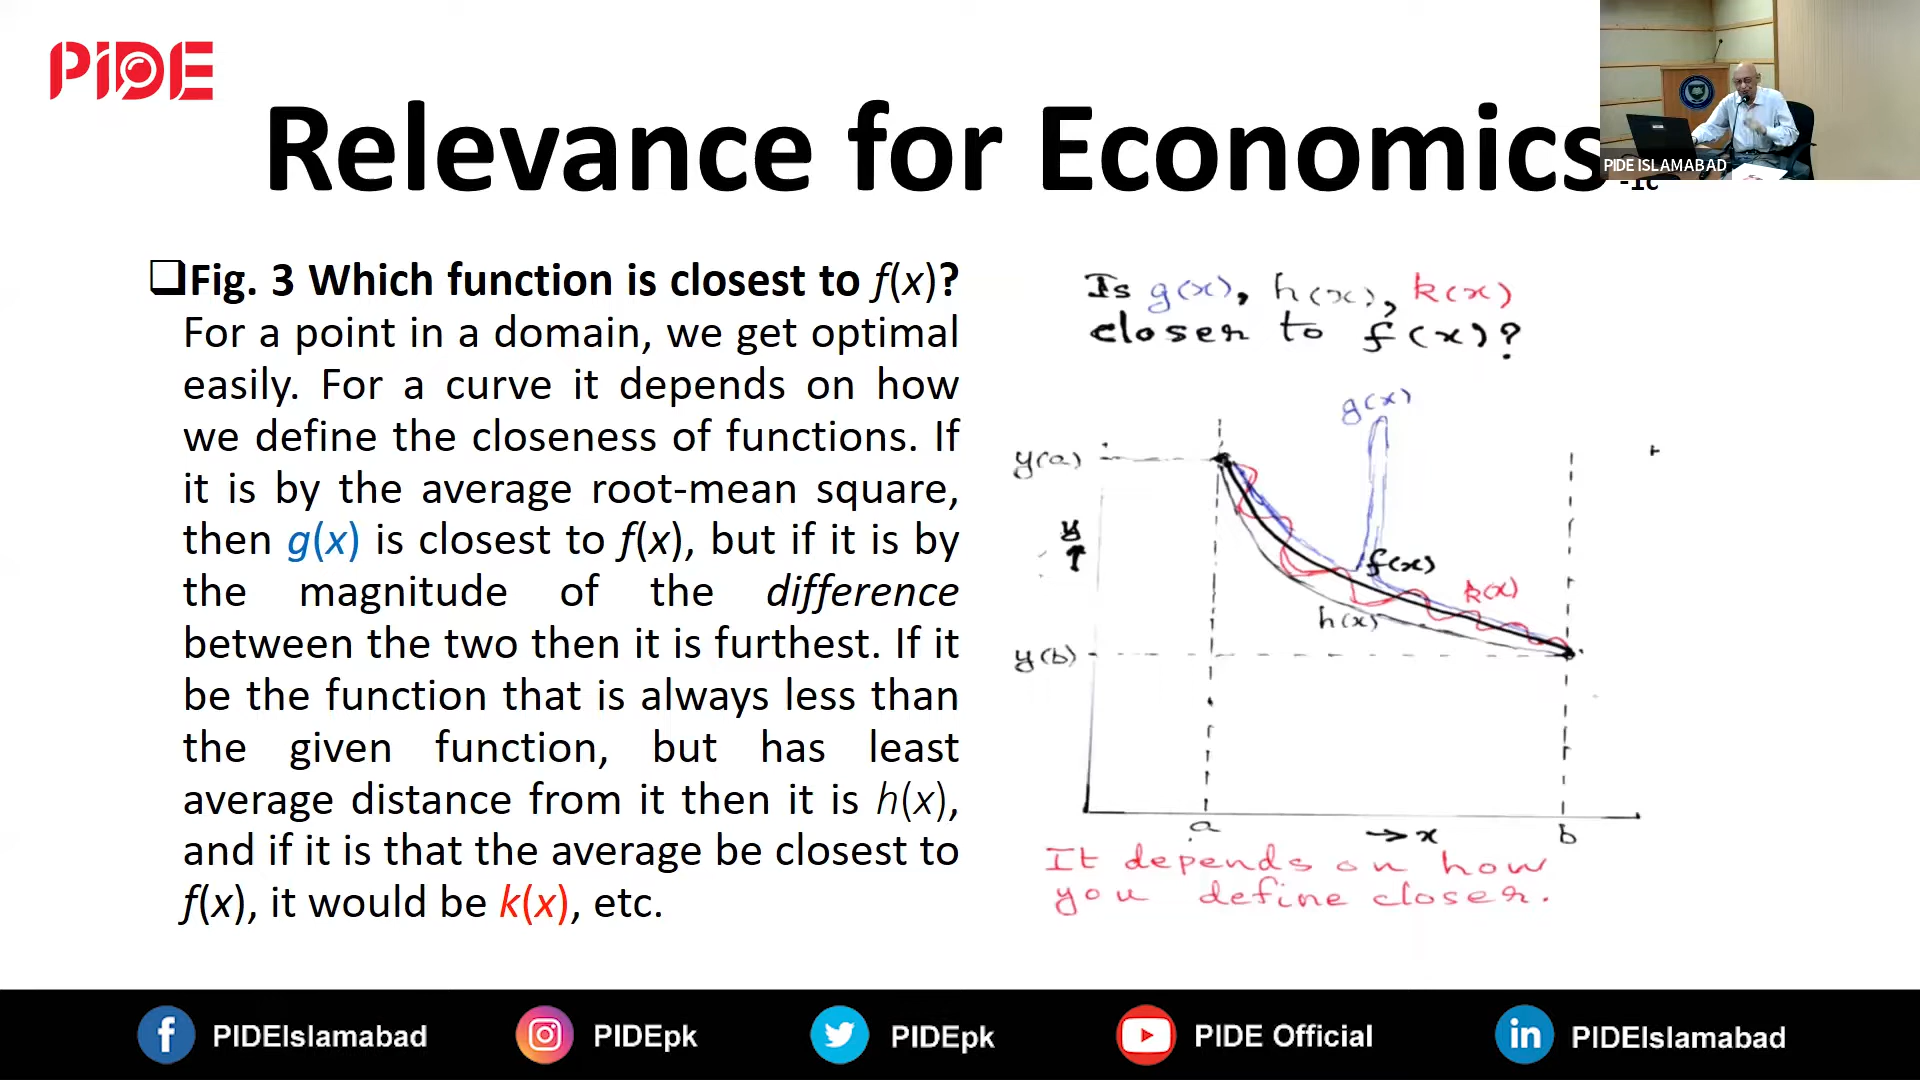 PIDE
Relevance for Economics
-1c
PIDE ISLAMABAD
❑Fig. 3 Which function is closest to f(x)?
For a point in a domain, we get optimal
easily. For a curve it depends on how
we define the closeness of functions. If
it is by the average root-mean square,
then g(x) is closest to f(x), but if it is by
the magnitude of the difference
between the two then it is furthest. If it
be the function that is always less than
the given function, but has least
average distance from it then it is h(x),
and if it is that the average be closest to
f(x), it would be k(x), etc.
Is g(x), h(x), k(x)
closer to f(x)?
g(x)
y(a)
y
f(x)
k(x)
h(x)
y(b)
a
→ x
b
It depends on how
you define closer.
PIDEIslamabad
PIDEpk
PIDEpk
PIDE Official
in PIDEIslamabad